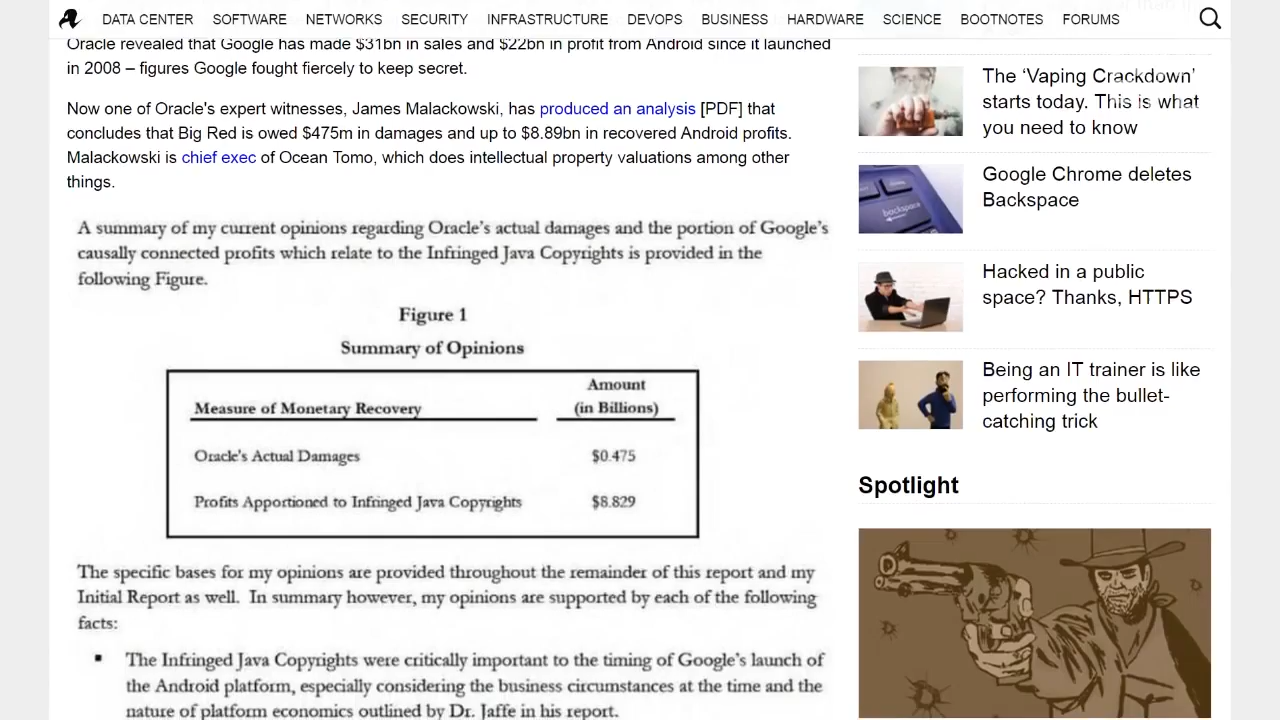 DATA CENTER SOFTWARE NETWORKS SECURITY INFRASTRUCTURE DEVOPS BUSINESS HARDWARE SCIENCE BOOTNOTES FORUMS
Oracle revealed that Google has made $31bn in sales and $22bn in profit from Android since it launched
in 2008 – figures Google fought fiercely to keep secret.
Now one of Oracle's expert witnesses, James Malackowski, has produced an analysis [PDF] that
concludes that Big Red is owed $475m in damages and up to $8.89bn in recovered Android profits.
Malackowski is chief exec of Ocean Tomo, which does intellectual property valuations among other
things.
A summary of my current opinions regarding Oracle's actual damages and the portion of Google's
causally connected profits which relate to the Infringed Java Copyrights is provided in the
following Figure.
Figure 1
Summary of Opinions
Amount
Measure of Monetary Recovery (in Billions)
Oracle's Actual Damages $0.475
Profits Apportioned to Infringed Java Copyrights $8.829
The specific bases for my opinions are provided throughout the remainder of this report and my
Initial Report as well. In summary however, my opinions are supported by each of the following
facts:
▪ The Infringed Java Copyrights were critically important to the timing of Google's launch of
the Android platform, especially considering the business circumstances at the time and the
nature of platform economics outlined by Dr. Jaffe in his report.
The ‘Vaping Crackdown’
starts today. This is what
you need to know
Google Chrome deletes
Backspace
backspace
Hacked in a public
space? Thanks, HTTPS
Being an IT trainer is like
performing the bullet-
catching trick
Spotlight